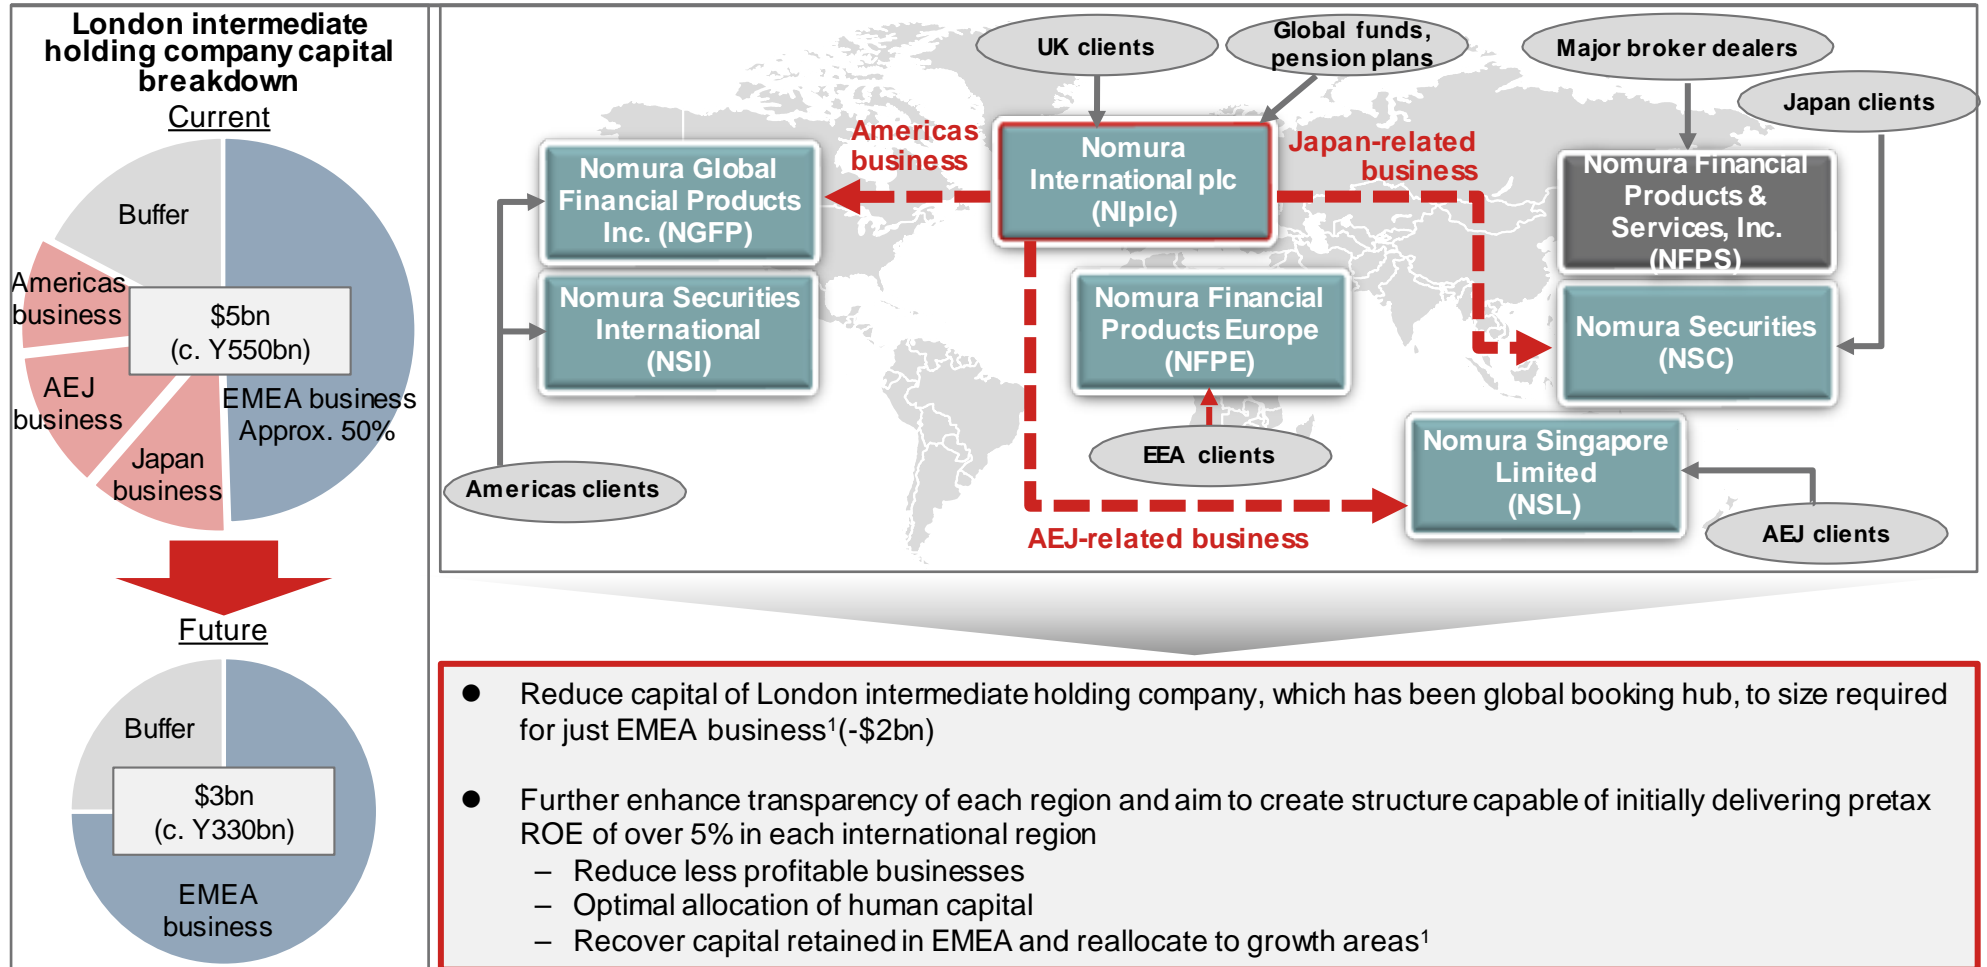 London intermediate
holding company capital
breakdown
Current
Buffer
Americas
business
$5bn
(c. Y550bn)
AEJ
business
EMEA business
Approx. 50%
Japan
business
Future
Buffer
$3bn
(c. Y330bn)
EMEA
business
UK clients
Global funds,
pension plans
Major broker dealers
Japan clients
Americas
business
Japan-related
business
Nomura Global
Financial Products
Inc. (NGFP)
Nomura
International plc
(NIplc)
Nomura Financial
Products &
Services, Inc.
(NFPS)
Nomura Securities
International
(NSI)
Nomura Financial
Products Europe
(NFPE)
Nomura Securities
(NSC)
EEA clients
Americas clients
Nomura Singapore
Limited
(NSL)
AEJ-related business
AEJ clients
● Reduce capital of London intermediate holding company, which has been global booking hub, to size required
for just EMEA business¹(-$2bn)
● Further enhance transparency of each region and aim to create structure capable of initially delivering pretax
ROE of over 5% in each international region
– Reduce less profitable businesses
– Optimal allocation of human capital
– Recover capital retained in EMEA and reallocate to growth areas¹